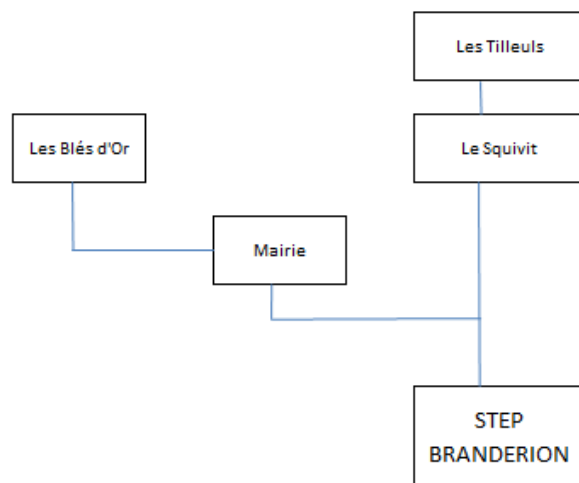 Les Tilleuls
Les Blés d'Or
Le Squivit
Mairie
STEP
BRANDERION